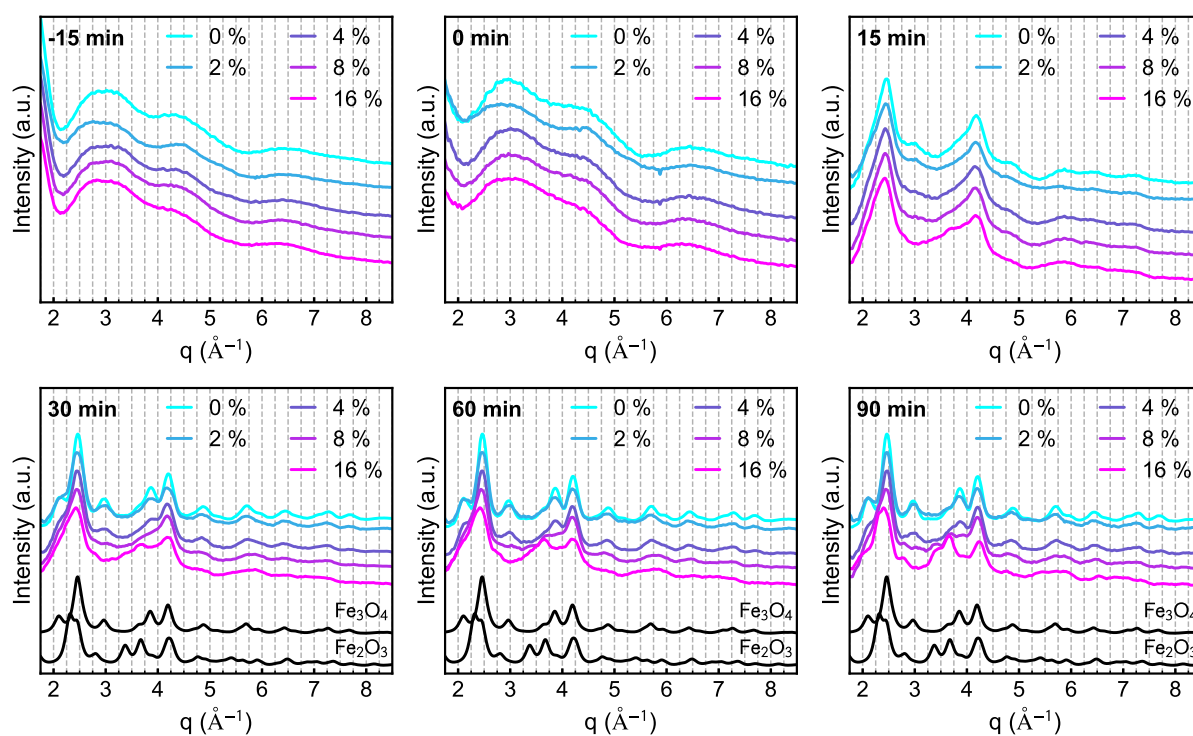 -15 min
0 %
2 %
4 %
8 %
16 %
Intensity (a.u.)
2 3 4 5 6 7 8
q (Å⁻¹)
0 min
0 %
2 %
4 %
8 %
16 %
Intensity (a.u.)
2 3 4 5 6 7 8
q (Å⁻¹)
15 min
0 %
2 %
4 %
8 %
16 %
Intensity (a.u.)
2 3 4 5 6 7 8
q (Å⁻¹)
30 min
0 %
2 %
4 %
8 %
16 %
Fe₃O₄
Fe₂O₃
Intensity (a.u.)
2 3 4 5 6 7 8
q (Å⁻¹)
60 min
0 %
2 %
4 %
8 %
16 %
Fe₃O₄
Fe₂O₃
Intensity (a.u.)
2 3 4 5 6 7 8
q (Å⁻¹)
90 min
0 %
2 %
4 %
8 %
16 %
Fe₃O₄
Fe₂O₃
Intensity (a.u.)
2 3 4 5 6 7 8
q (Å⁻¹)